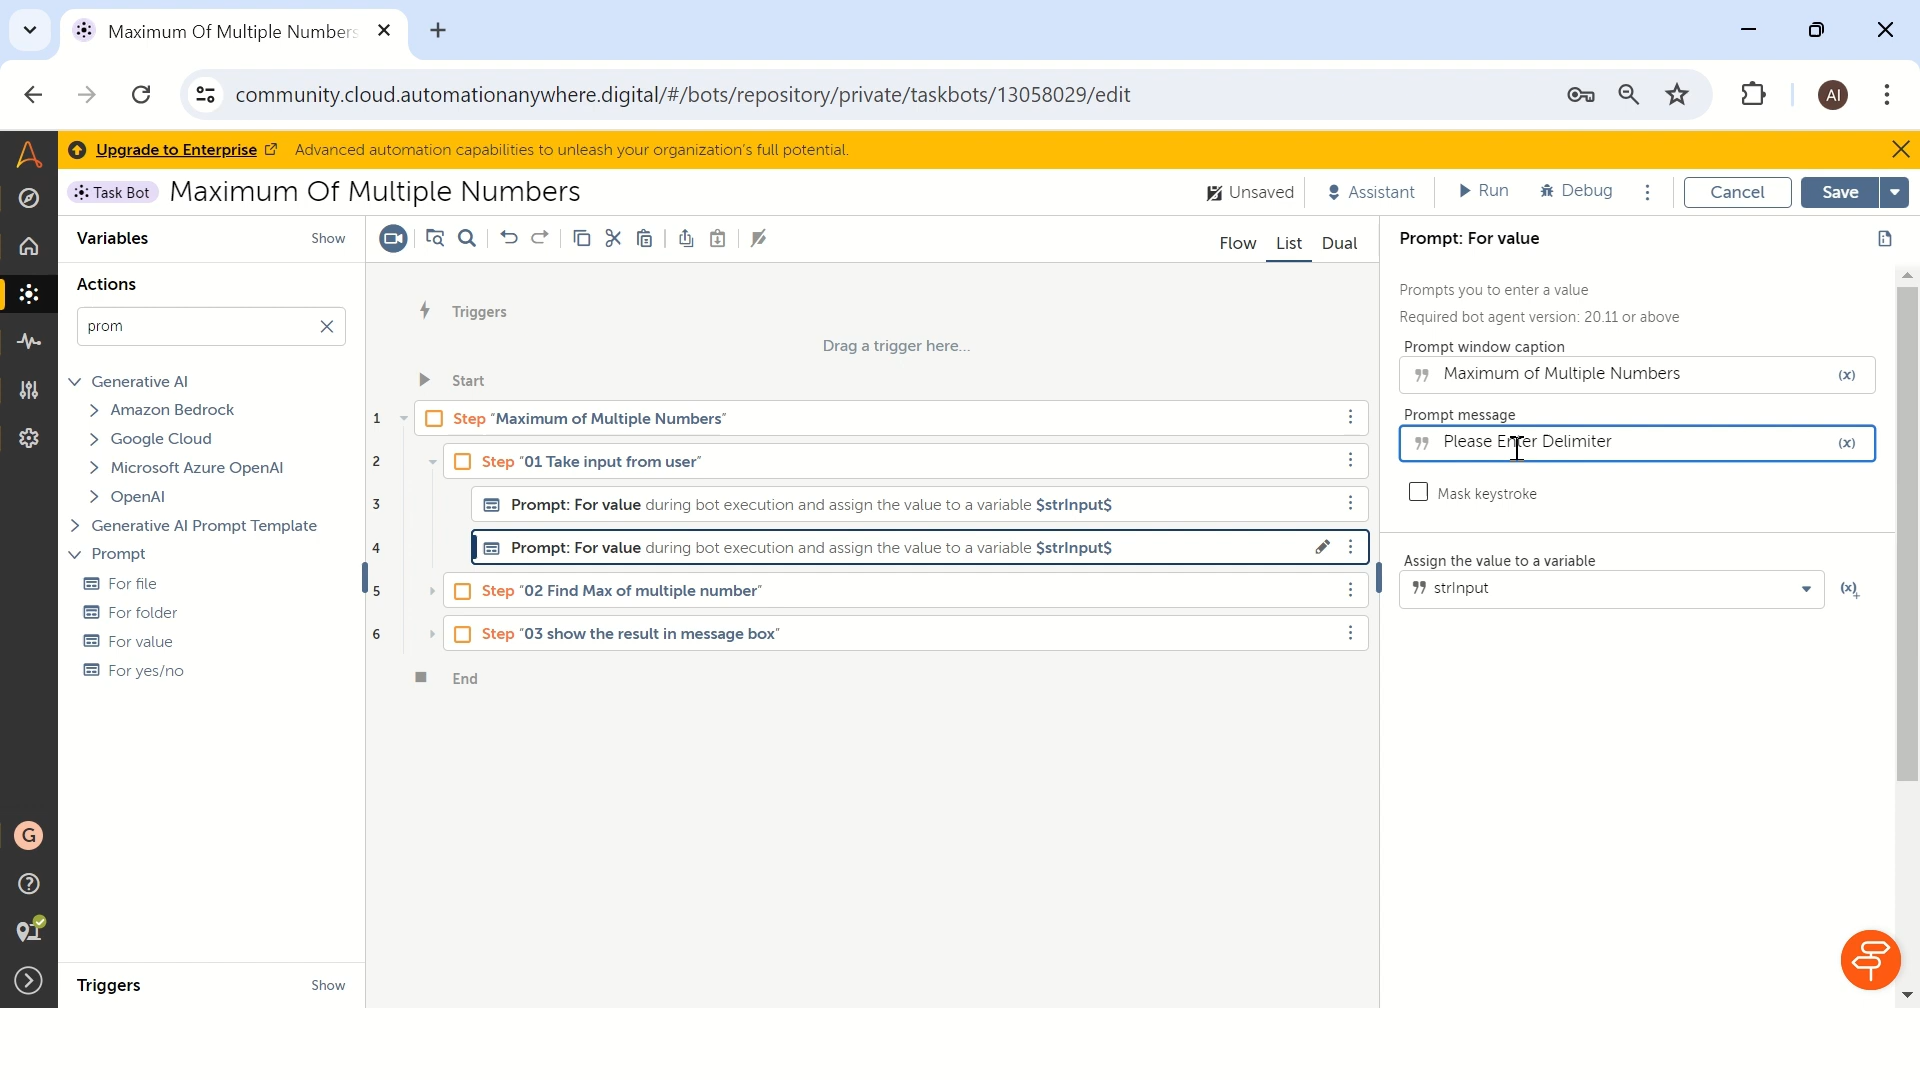 Maximum Of Multiple Numbers
community.cloud.automationanywhere.digital/#/bots/repository/private/taskbots/13058029/edit
AI
Upgrade to Enterprise Advanced automation capabilities to unleash your organization's full potential.
Task Bot Maximum Of Multiple Numbers
Unsaved Assistant Run Debug Cancel Save
Variables Show
Flow List Dual
Prompt: For value
Actions
prom
Generative AI
Amazon Bedrock
Google Cloud
Microsoft Azure OpenAI
OpenAI
Generative AI Prompt Template
Prompt
For file
For folder
For value
For yes/no
Triggers Show
G
Triggers
Drag a trigger here...
Start
1 Step "Maximum of Multiple Numbers"
2 Step "01 Take input from user"
3 Prompt: For value during bot execution and assign the value to a variable $strInput$
4 Prompt: For value during bot execution and assign the value to a variable $strInput$
5 Step "02 Find Max of multiple number"
6 Step "03 show the result in message box"
End
Prompts you to enter a value
Required bot agent version: 20.11 or above
Prompt window caption
Maximum of Multiple Numbers (x)
Prompt message
Please Enter Delimiter (x)
Mask keystroke
Assign the value to a variable
strInput (x)+